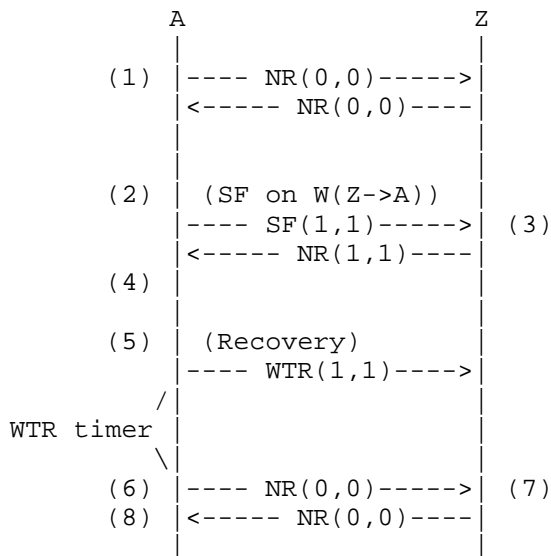 A Z
| |
(1) |---- NR(0,0)----->|
|<----- NR(0,0)----|
| |
| |
(2) | (SF on W(Z->A)) |
|---- SF(1,1)----->| (3)
|<----- NR(1,1)----|
(4) | |
| |
(5) | (Recovery) |
|---- WTR(1,1)---->|
/| |
WTR timer | |
\| |
(6) |---- NR(0,0)----->| (7)
(8) |<----- NR(0,0)----|
| |